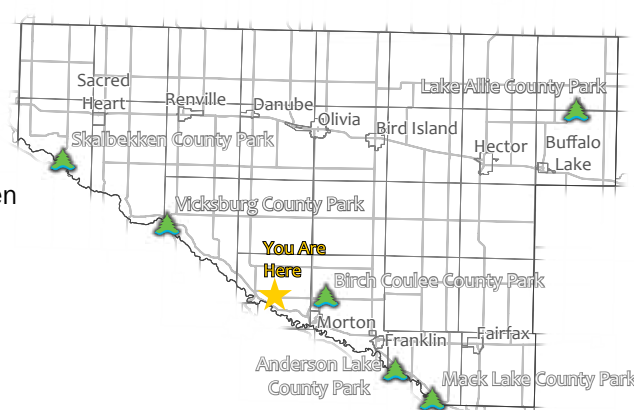 Sacred
Heart
Renville
Danube
Olivia
Lake Allie County Park
Bird Island
Skalbekken County Park
Hector
Buffalo
Lake
en
Vicksburg County Park
You Are
Here
Birch Coulee County Park
Morton
Franklin
Fairfax
Anderson Lake
County Park
Mack Lake County Park